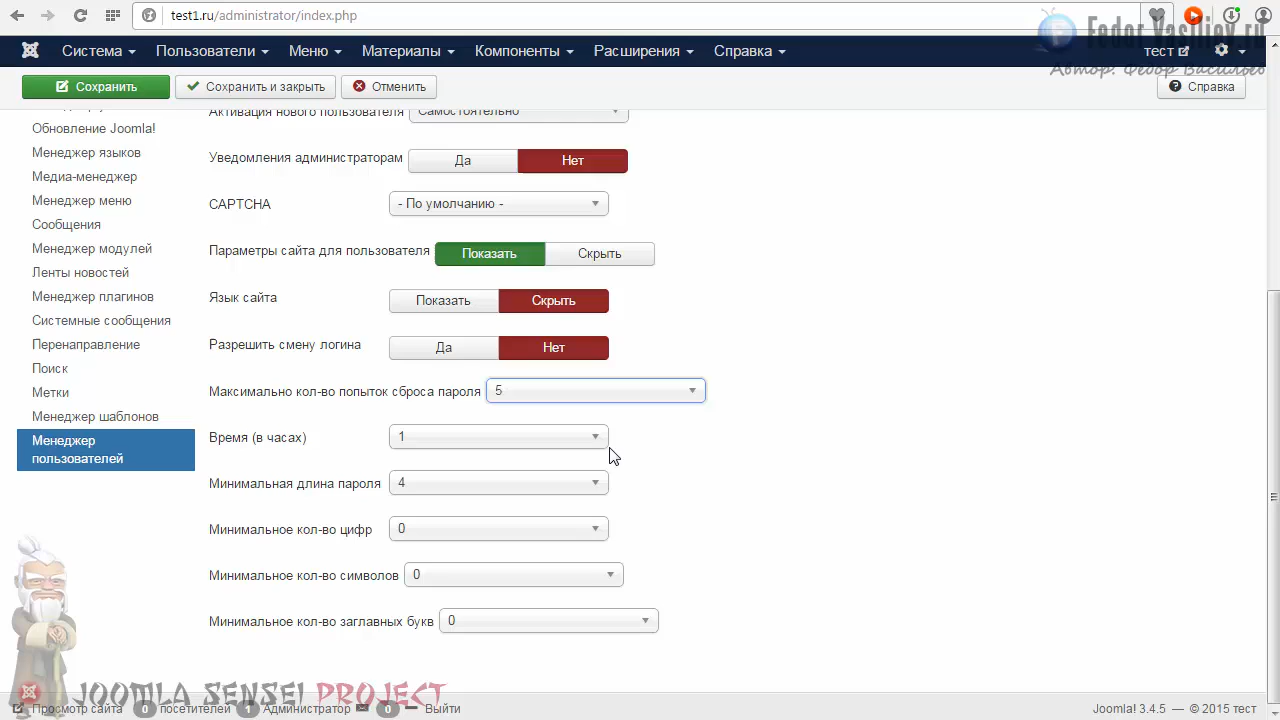 test1.ru/administrator/index.php
Fedor Vasiliev.ru
Система Пользователи Меню Материалы Компоненты Расширения Справка тест
Автор: Федор Васильев
Сохранить Сохранить и закрыть Отменить Справка
Активация нового пользователя Самостоятельно
Обновление Joomla!
Менеджер языков
Медиа-менеджер
Менеджер меню
Сообщения
Менеджер модулей
Ленты новостей
Менеджер плагинов
Системные сообщения
Перенаправление
Поиск
Метки
Менеджер шаблонов
Менеджер
пользователей
Уведомления администраторам Да Нет
CAPTCHA - По умолчанию -
Параметры сайта для пользователя Показать Скрыть
Язык сайта Показать Скрыть
Разрешить смену логина Да Нет
Максимально кол-во попыток сброса пароля 5
Время (в часах) 1
Минимальная длина пароля 4
Минимальное кол-во цифр 0
Минимальное кол-во символов 0
Минимальное кол-во заглавных букв 0
JOOMLA SENSEI PROJECT
Просмотр сайта 0 посетителей 1 Администратор 0 Выйти
Joomla! 3.4.5 — © 2015 тест